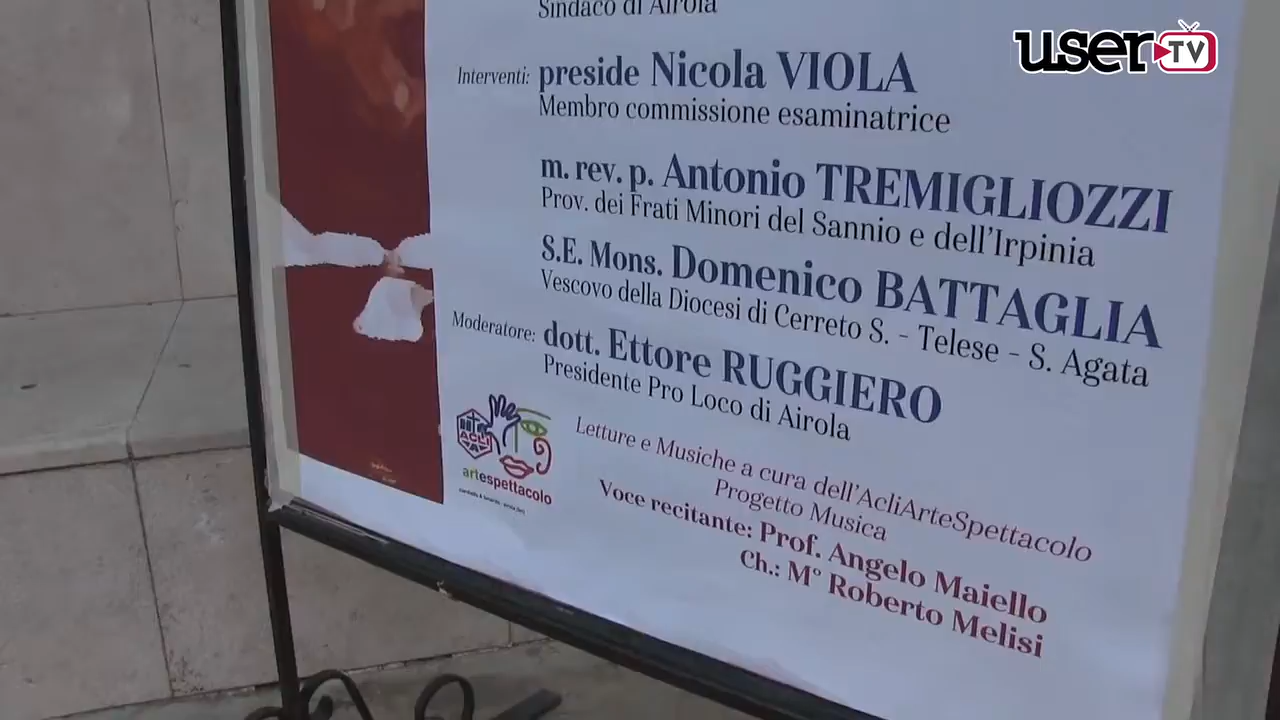 user TV
Sindaco di Airola
Interventi: preside Nicola VIOLA
Membro commissione esaminatrice
m. rev. p. Antonio TREMIGLIOZZI
Prov. dei Frati Minori del Sannio e dell'Irpinia
S.E. Mons. Domenico BATTAGLIA
Vescovo della Diocesi di Cerreto S. - Telese - S. Agata
Moderatore: dott. Ettore RUGGIERO
Presidente Pro Loco di Airola
ACLI
artespettacolo
Letture e Musiche a cura dell'AcliArteSpettacolo
Progetto Musica
Voce recitante: Prof. Angelo Maiello
Ch.: M° Roberto Melisi